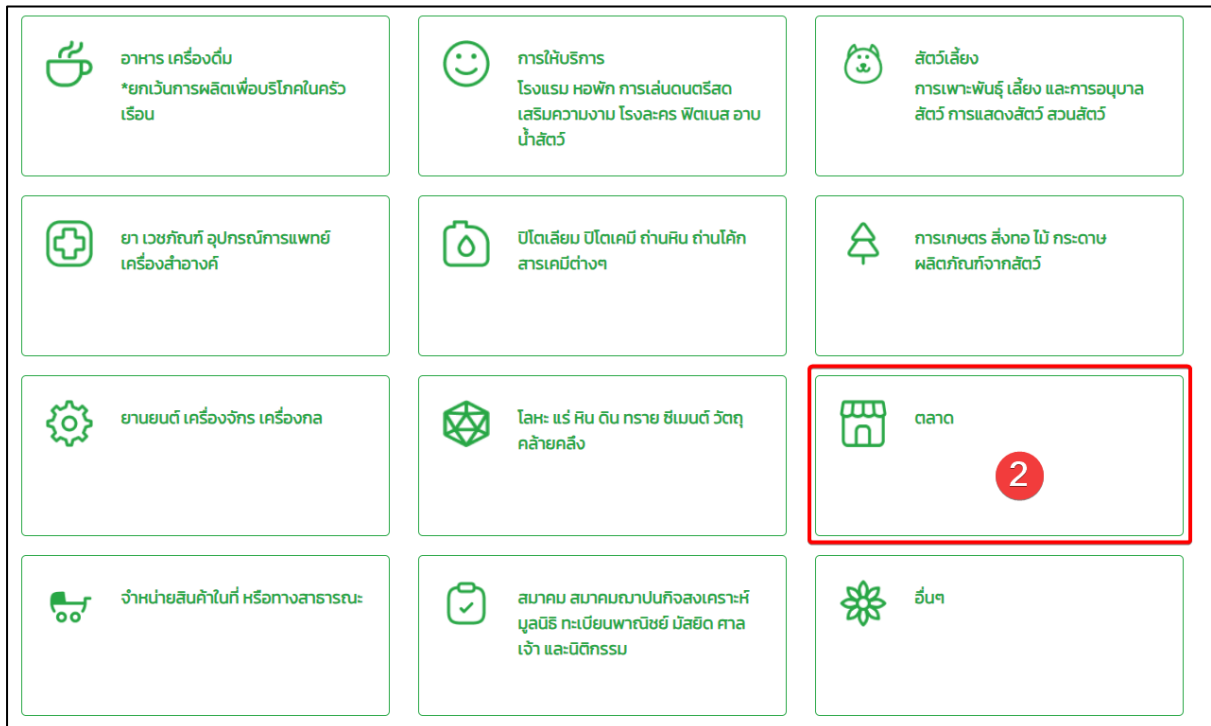 อาหาร เครื่องดื่ม
*ยกเว้นการผลิตเพื่อบริโภคในครัว
เรือน
การให้บริการ
โรงแรม หอพัก การเล่นดนตรีสด
เสริมความงาม โรงละคร ฟิตเนส อาบ
น้ำสัตว์
สัตว์เลี้ยง
การเพาะพันธุ์ เลี้ยง และการอนุบาล
สัตว์ การแสดงสัตว์ สวนสัตว์
ยา เวชภัณฑ์ อุปกรณ์การแพทย์
เครื่องสำอางค์
ปิโตเลียม ปิโตเคมี ถ่านหิน ถ่านโค้ก
สารเคมีต่างๆ
การเกษตร สิ่งทอ ไม้ กระดาษ
ผลิตภัณฑ์จากสัตว์
ยานยนต์ เครื่องจักร เครื่องกล
โลหะ แร่ หิน ดิน ทราย ซีเมนต์ วัตถุ
คล้ายคลึง
ตลาด
2
จำหน่ายสินค้าในที่ หรือทางสาธารณะ
สมาคม สมาคมฌาปนกิจสงเคราะห์
มูลนิธิ ทะเบียนพาณิชย์ มัสยิด ศาล
เจ้า และนิติกรรม
อื่นๆ